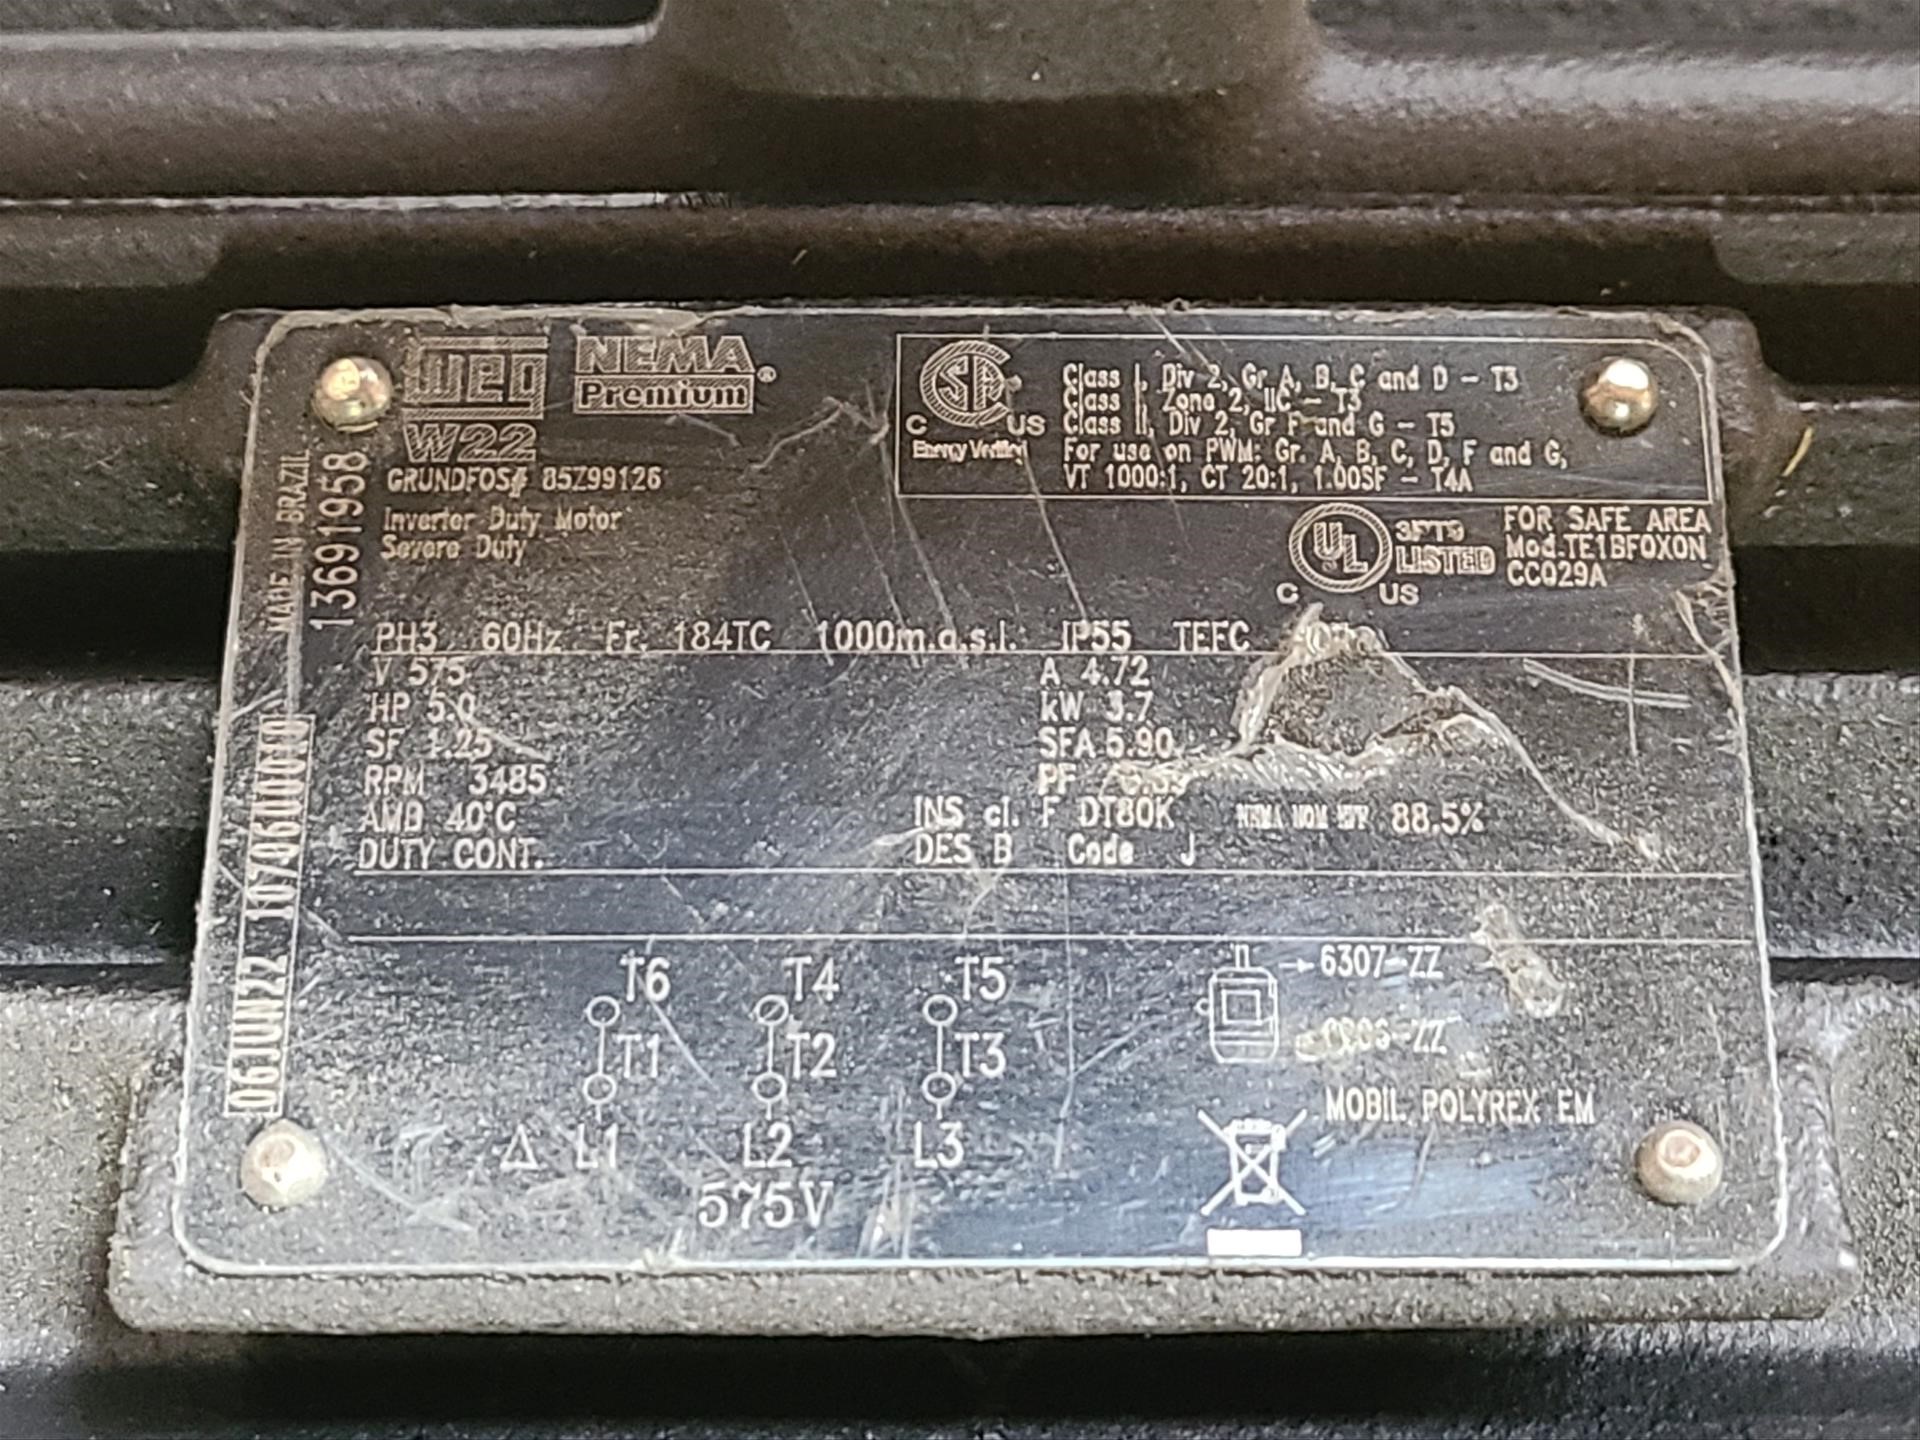 WEG
NEMA
Premium®
W22
GRUNDFOS# 85Z99126
Inverter Duty Motor
Severe Duty
MADE IN BRAZIL
13691958
06JUN22
CSA
C US
Energy Verified
Class I, Div 2, Gr A, B, C and D - T3
Class I, Zone 2, IIC - T3
Class II, Div 2, Gr F and G - T5
For use on PWM: Gr. A, B, C, D, F and G,
VT 1000:1, CT 20:1, 1.00SF - T4A
UL
C US
3PT9
LISTED
FOR SAFE AREA
Mod.TE1BF0X0N
CC029A
PH3 60Hz Fr. 184TC 1000m.a.s.l. IP55 TEFC
V 575 A 4.72
HP 5.0 kW 3.7
SF 1.25 SFA 5.90
RPM 3485 PF
AMB 40°C INS cl. F DT80K NEMA NOM EFF 88.5%
DUTY CONT. DES B Code J
T6 T4 T5
T1 T2 T3
Δ L1 L2 L3
575V
6307-ZZ
MOBIL POLYREX EM